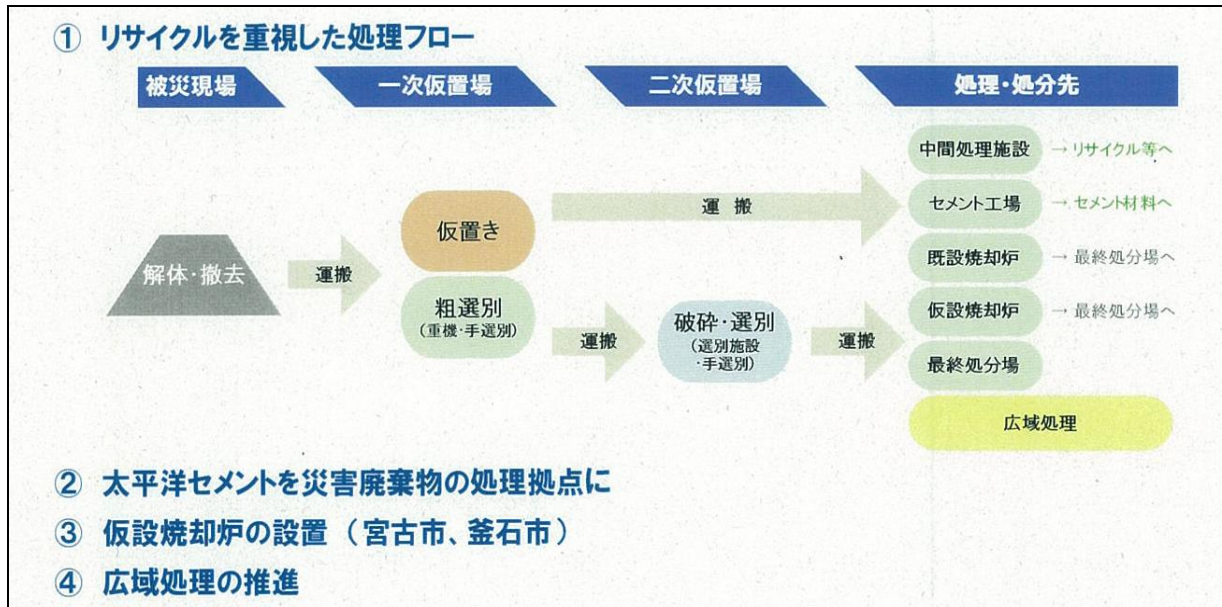 ① リサイクルを重視した処理フロー
被災現場
一次仮置場
二次仮置場
処理・処分先
解体・撤去
運搬
仮置き
粗選別
(重機・手選別)
運搬
運搬
破砕・選別
(選別施設
・手選別)
運搬
中間処理施設 → リサイクル等へ
セメント工場 → セメント材料へ
既設焼却炉 → 最終処分場へ
仮設焼却炉 → 最終処分場へ
最終処分場
広域処理
② 太平洋セメントを災害廃棄物の処理拠点に
③ 仮設焼却炉の設置（宮古市、釜石市）
④ 広域処理の推進